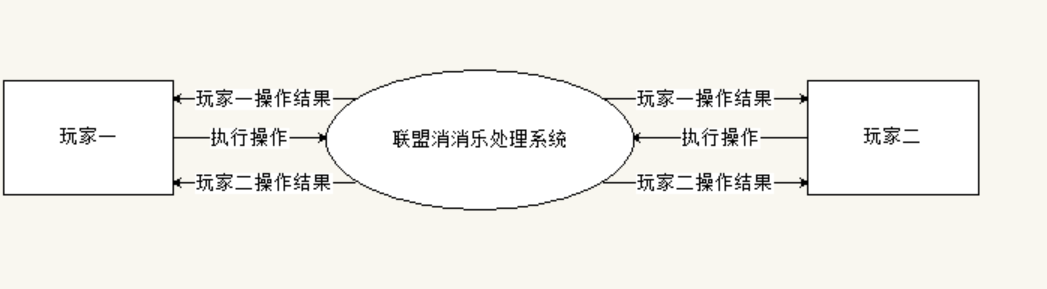 玩家一操作结果
玩家一操作结果
玩家一
执行操作
联盟消消乐处理系统
执行操作
玩家二
玩家二操作结果
玩家二操作结果